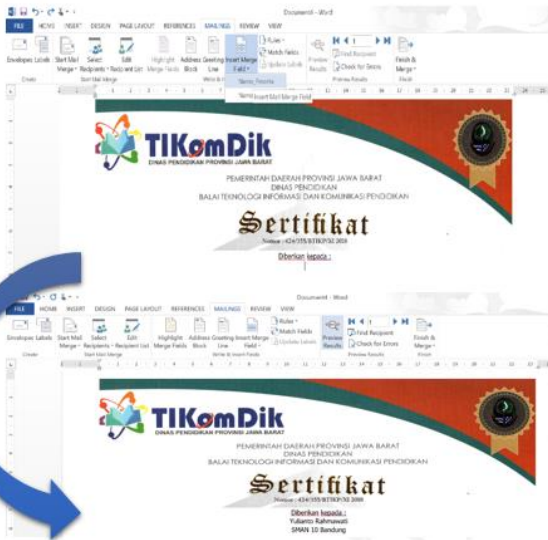 Document1 - Word
FILE HOME INSERT DESIGN PAGE LAYOUT REFERENCES MAILINGS REVIEW VIEW
Envelopes Labels Start Mail Merge Select Recipients Edit Recipient List Highlight Merge Fields Address Block Greeting Line Insert Merge Field Rules Match Fields Update Labels Preview Results Find Recipient Check for Errors Finish & Merge
Create Start Mail Merge Preview Results Finish
Insert Mail Merge Field
TIKomDik
DINAS PENDIDIKAN PROVINSI JAWA BARAT
PEMERINTAH DAERAH PROVINSI JAWA BARAT
DINAS PENDIDIKAN
BALAI TEKNOLOGI INFORMASI DAN KOMUNIKASI PENDIDIKAN
Sertifikat
Diberikan kepada :
Document1 - Word
FILE HOME INSERT DESIGN PAGE LAYOUT REFERENCES MAILINGS REVIEW VIEW
Envelopes Labels Start Mail Merge Select Recipients Edit Recipient List Highlight Merge Fields Address Block Greeting Line Insert Merge Field Rules Match Fields Update Labels Preview Results Find Recipient Check for Errors Finish & Merge
Create Start Mail Merge Write & Insert Fields Preview Results Finish
TIKomDik
DINAS PENDIDIKAN PROVINSI JAWA BARAT
PEMERINTAH DAERAH PROVINSI JAWA BARAT
DINAS PENDIDIKAN
BALAI TEKNOLOGI INFORMASI DAN KOMUNIKASI PENDIDIKAN
Sertifikat
Diberikan kepada :
Yulianto Rahmawati
SMAN 10 Bandung